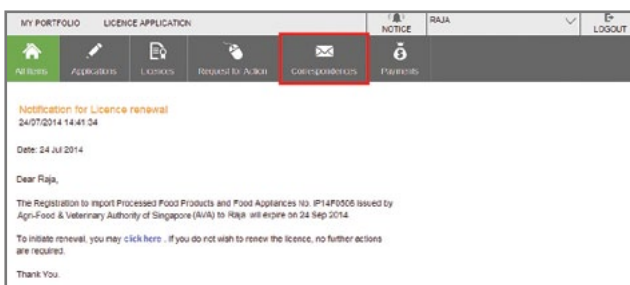 MY PORTFOLIO LICENCE APPLICATION NOTICE RAJA LOGOUT
All Items Applications Licences Request for Action Correspondences Payments
Notification for Licence renewal
24/07/2014 14:41:34
Date: 24 Jul 2014
Dear Raja,
The Registration to Import Processed Food Products and Food Appliances No. IP14F0506 issued by
Agri-Food & Veterinary Authority of Singapore (AVA) to Raja will expire on 24 Sep 2014.
To initiate renewal, you may click here . If you do not wish to renew the licence, no further actions
are required.
Thank You.